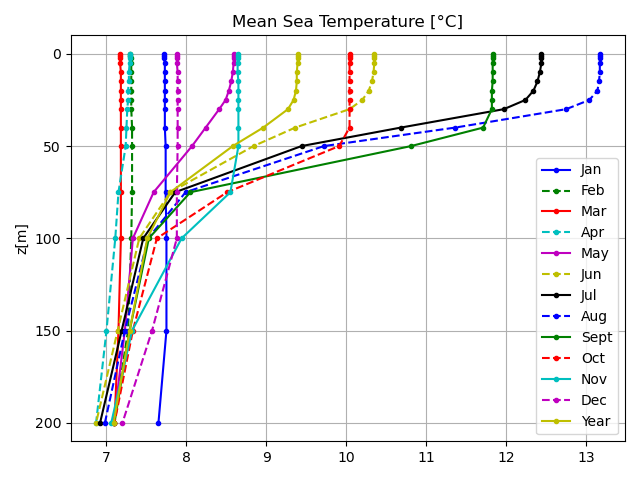 Mean Sea Temperature [°C]
0
50
100
150
200
z[m]
7 8 9 10 11 12 13
Jan
Feb
Mar
Apr
May
Jun
Jul
Aug
Sept
Oct
Nov
Dec
Year